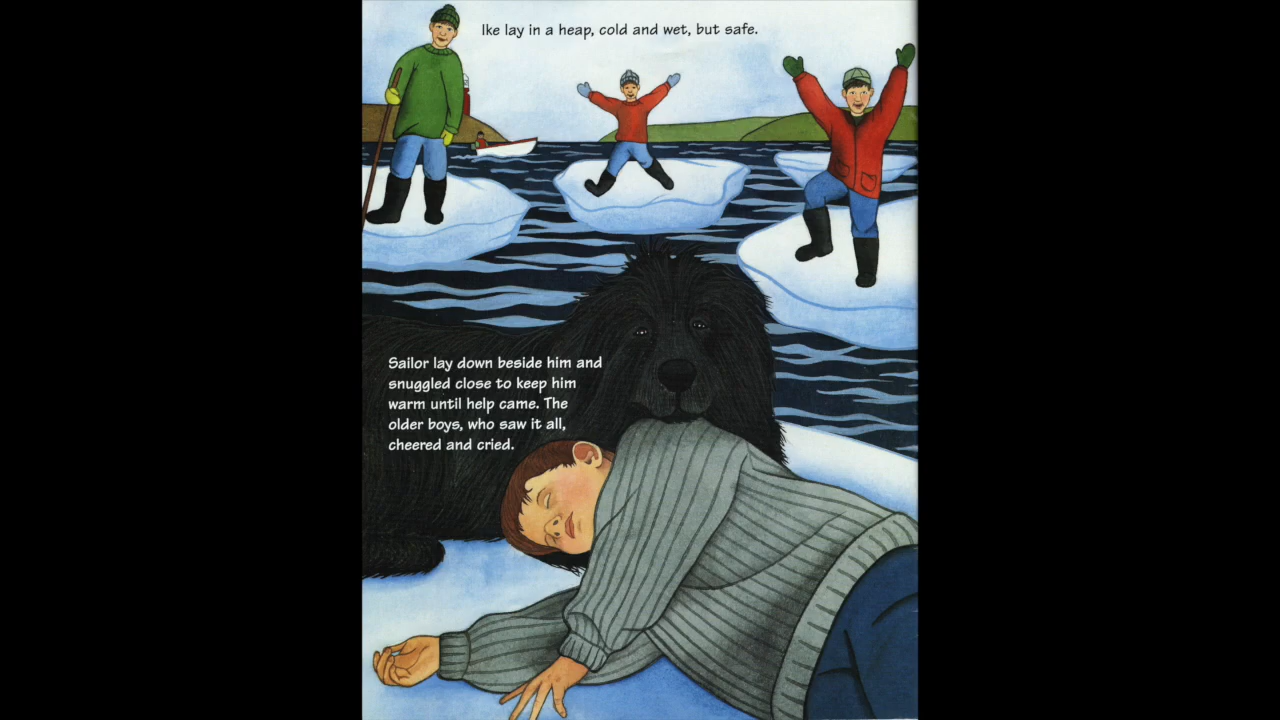 Ike lay in a heap, cold and wet, but safe.
Sailor lay down beside him and
snuggled close to keep him
warm until help came. The
older boys, who saw it all,
cheered and cried.